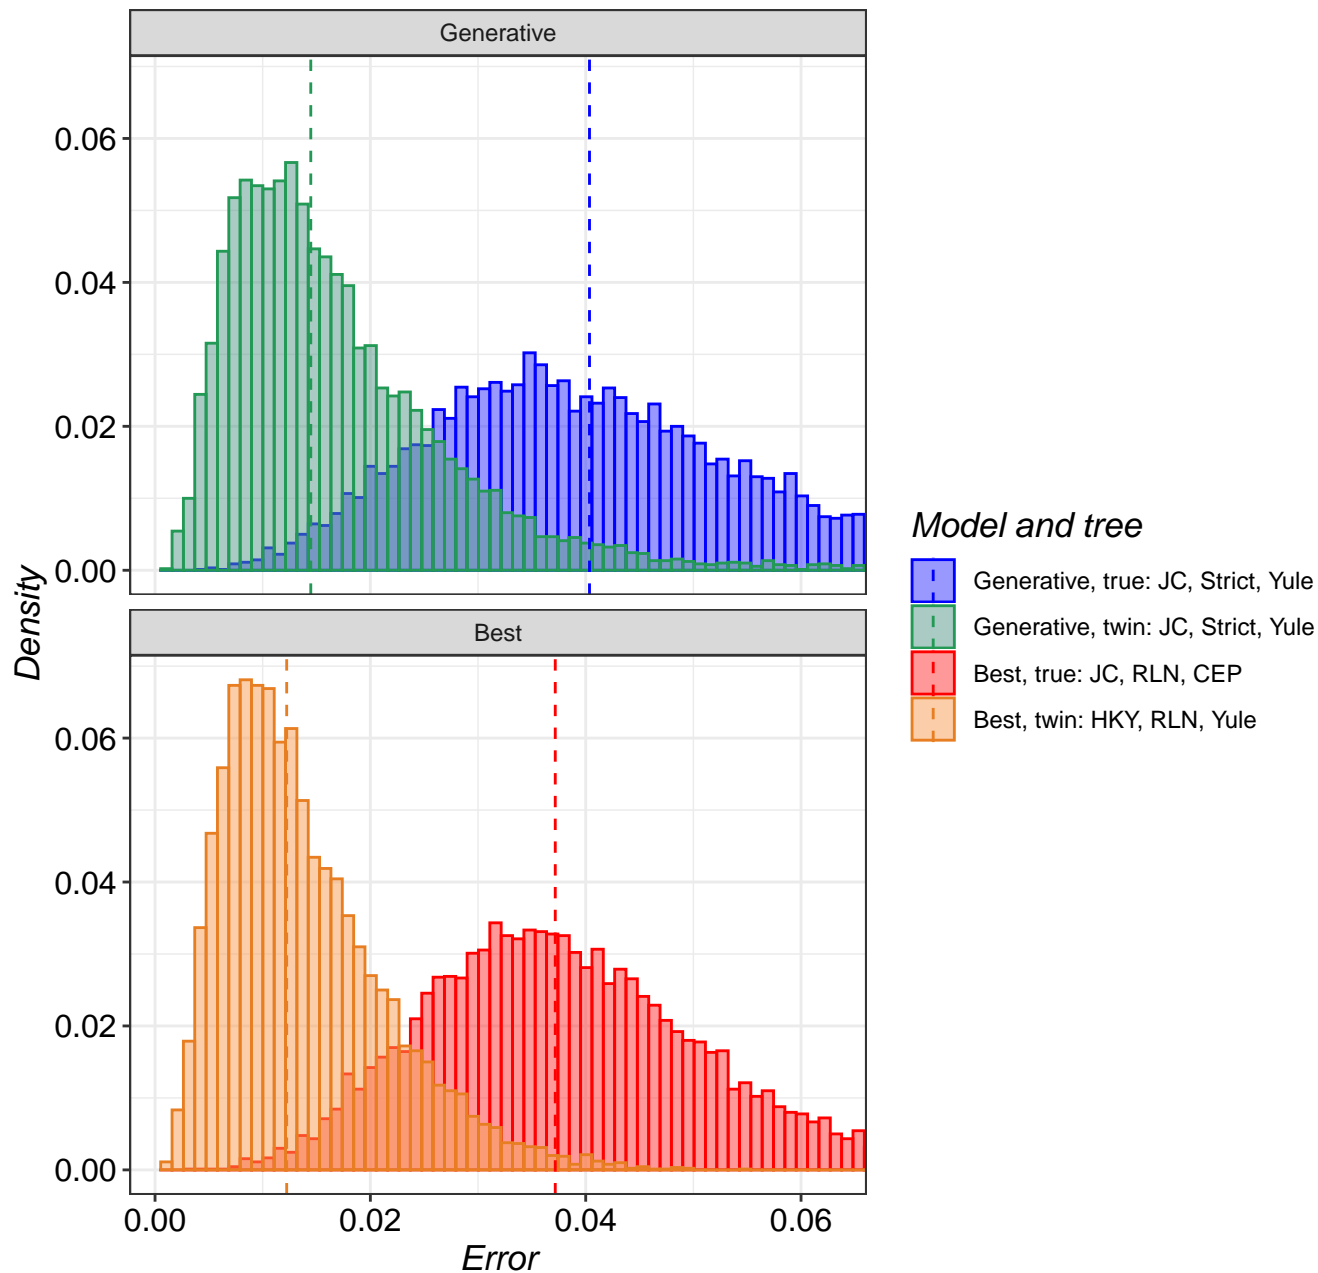 Generative
0.06
0.04
0.02
0.00
Best
0.06
0.04
0.02
0.00
0.00 0.02 0.04 0.06
Error
Density
Model and tree
Generative, true: JC, Strict, Yule
Generative, twin: JC, Strict, Yule
Best, true: JC, RLN, CEP
Best, twin: HKY, RLN, Yule